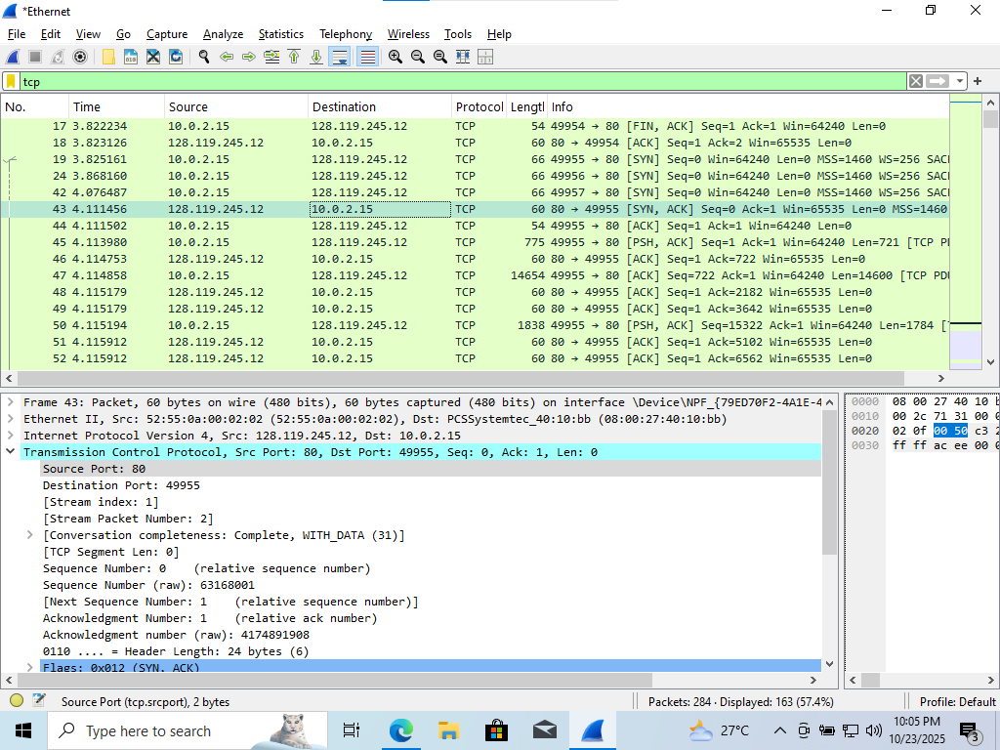 *Ethernet
File Edit View Go Capture Analyze Statistics Telephony Wireless Tools Help
tcp
No. Time Source Destination Protocol Lengtl Info
17 3.822234 10.0.2.15 128.119.245.12 TCP 54 49954 → 80 [FIN, ACK] Seq=1 Ack=1 Win=64240 Len=0
18 3.823126 128.119.245.12 10.0.2.15 TCP 60 80 → 49954 [ACK] Seq=1 Ack=2 Win=65535 Len=0
19 3.825161 10.0.2.15 128.119.245.12 TCP 66 49955 → 80 [SYN] Seq=0 Win=64240 Len=0 MSS=1460 WS=256 SACK
24 3.868160 10.0.2.15 128.119.245.12 TCP 66 49956 → 80 [SYN] Seq=0 Win=64240 Len=0 MSS=1460 WS=256 SACK
42 4.076487 10.0.2.15 128.119.245.12 TCP 66 49957 → 80 [SYN] Seq=0 Win=64240 Len=0 MSS=1460 WS=256 SACK
43 4.111456 128.119.245.12 10.0.2.15 TCP 60 80 → 49955 [SYN, ACK] Seq=0 Ack=1 Win=65535 Len=0 MSS=1460
44 4.111502 10.0.2.15 128.119.245.12 TCP 54 49955 → 80 [ACK] Seq=1 Ack=1 Win=64240 Len=0
45 4.113980 10.0.2.15 128.119.245.12 TCP 775 49955 → 80 [PSH, ACK] Seq=1 Ack=1 Win=64240 Len=721 [TCP PD
46 4.114753 128.119.245.12 10.0.2.15 TCP 60 80 → 49955 [ACK] Seq=1 Ack=722 Win=65535 Len=0
47 4.114858 10.0.2.15 128.119.245.12 TCP 14654 49955 → 80 [ACK] Seq=722 Ack=1 Win=64240 Len=14600 [TCP PDU
48 4.115179 128.119.245.12 10.0.2.15 TCP 60 80 → 49955 [ACK] Seq=1 Ack=2182 Win=65535 Len=0
49 4.115179 128.119.245.12 10.0.2.15 TCP 60 80 → 49955 [ACK] Seq=1 Ack=3642 Win=65535 Len=0
50 4.115194 10.0.2.15 128.119.245.12 TCP 1838 49955 → 80 [PSH, ACK] Seq=15322 Ack=1 Win=64240 Len=1784 [
51 4.115912 128.119.245.12 10.0.2.15 TCP 60 80 → 49955 [ACK] Seq=1 Ack=5102 Win=65535 Len=0
52 4.115912 128.119.245.12 10.0.2.15 TCP 60 80 → 49955 [ACK] Seq=1 Ack=6562 Win=65535 Len=0
Frame 43: Packet, 60 bytes on wire (480 bits), 60 bytes captured (480 bits) on interface \Device\NPF_{79ED70F2-4A1E-4
Ethernet II, Src: 52:55:0a:00:02:02 (52:55:0a:00:02:02), Dst: PCSSystemtec_40:10:bb (08:00:27:40:10:bb)
Internet Protocol Version 4, Src: 128.119.245.12, Dst: 10.0.2.15
Transmission Control Protocol, Src Port: 80, Dst Port: 49955, Seq: 0, Ack: 1, Len: 0
Source Port: 80
Destination Port: 49955
[Stream index: 1]
[Stream Packet Number: 2]
[Conversation completeness: Complete, WITH_DATA (31)]
[TCP Segment Len: 0]
Sequence Number: 0 (relative sequence number)
Sequence Number (raw): 63168001
[Next Sequence Number: 1 (relative sequence number)]
Acknowledgment Number: 1 (relative ack number)
Acknowledgment number (raw): 4174891908
0110 .... = Header Length: 24 bytes (6)
Flags: 0x012 (SYN, ACK)
0000 08 00 27 40 10 b
0010 00 2c 71 31 00 0
0020 02 0f 00 50 c3 2
0030 ff ff ac ee 00 0
Source Port (tcp.srcport), 2 bytes
Packets: 284 · Displayed: 163 (57.4%)
Profile: Default
Type here to search
27°C
10:05 PM
10/23/2025
3